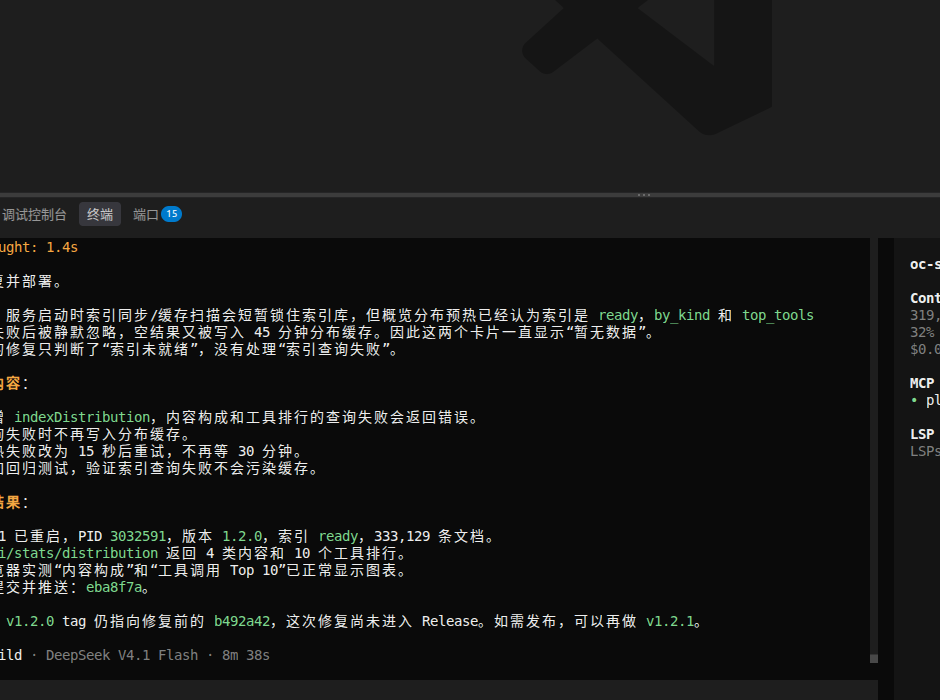 调试控制台 终端 端口 15
ught: 1.4s
并部署。
服务启动时索引同步/缓存扫描会短暂锁住索引库，但概览分布预热已经认为索引是 ready，by_kind 和 top_tools
失败后被静默忽略，空结果又被写入 45 分钟分布缓存。因此这两个卡片一直显示“暂无数据”。
的修复只判断了“索引未就绪”，没有处理“索引查询失败”。
内容：
增 indexDistribution，内容构成和工具排行的查询失败会返回错误。
询失败时不再写入分布缓存。
热失败改为 15 秒后重试，不再等 30 分钟。
加回归测试，验证索引查询失败不会污染缓存。
结果：
1 已重启，PID 3032591，版本 1.2.0，索引 ready，333,129 条文档。
i/stats/distribution 返回 4 类内容和 10 个工具排行。
览器实测“内容构成”和“工具调用 Top 10”已正常显示图表。
提交并推送：eba8f7a。
v1.2.0 tag 仍指向修复前的 b492a42，这次修复尚未进入 Release。如需发布，可以再做 v1.2.1。
ild · DeepSeek V4.1 Flash · 8m 38s
oc-s
Cont
319,
32%
$0.0
MCP
• pl
LSP
LSPs